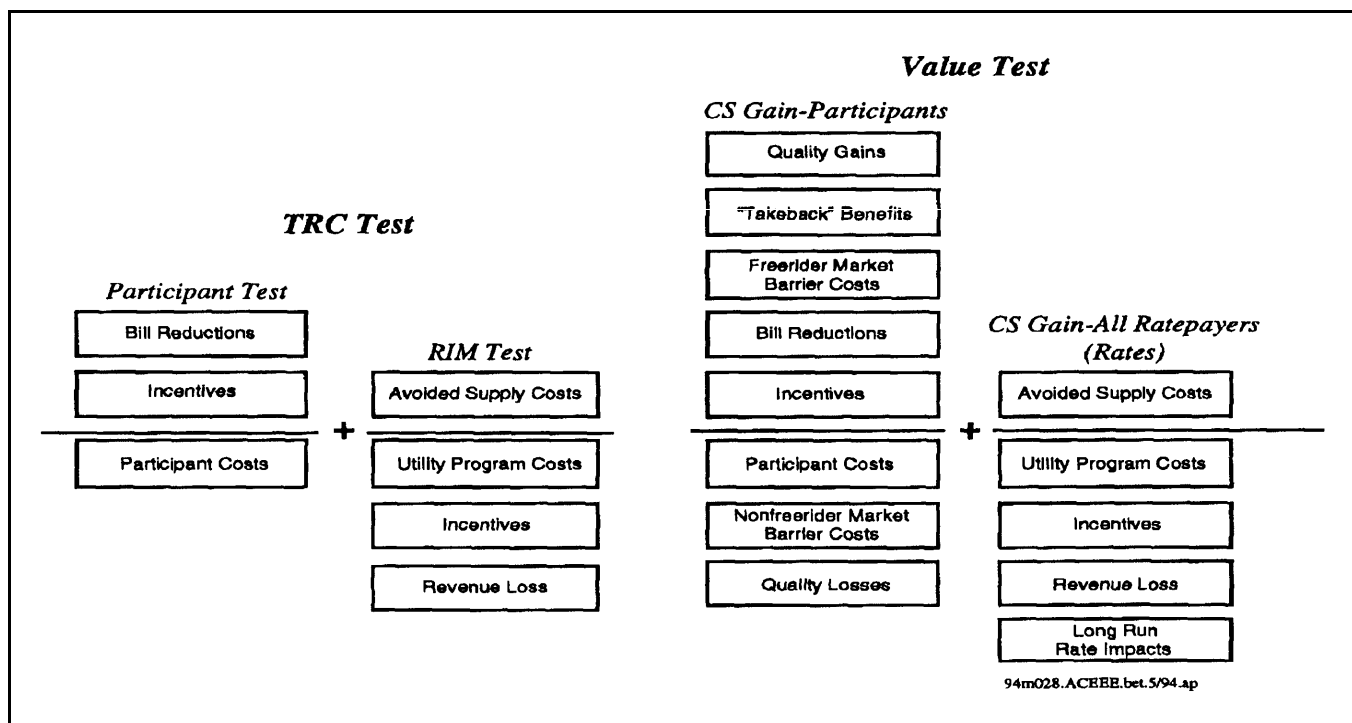 TRC Test
Participant Test
Bill Reductions
Incentives
Participant Costs
+
RIM Test
Avoided Supply Costs
Utility Program Costs
Incentives
Revenue Loss
Value Test
CS Gain-Participants
Quality Gains
"Takeback" Benefits
Freerider Market
Barrier Costs
Bill Reductions
Incentives
Participant Costs
Nonfreerider Market
Barrier Costs
Quality Losses
+
CS Gain-All Ratepayers
(Rates)
Avoided Supply Costs
Utility Program Costs
Incentives
Revenue Loss
Long Run
Rate Impacts
94m028.ACEEE.bet.5/94.ap